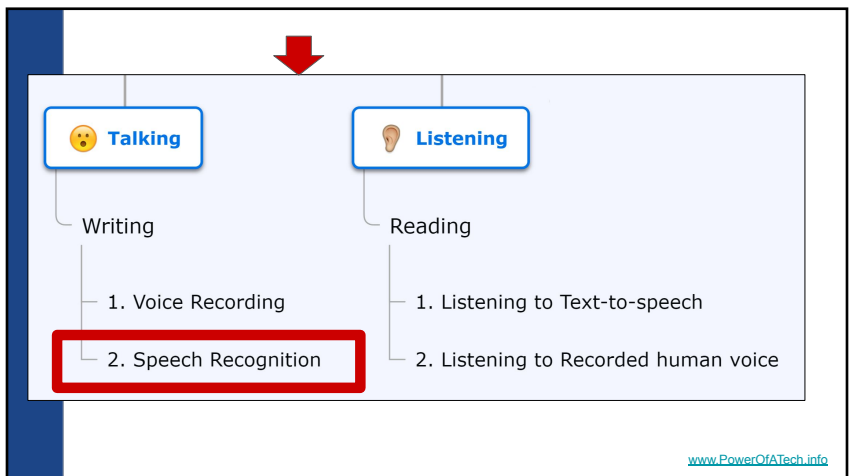 Talking
Writing
1. Voice Recording
2. Speech Recognition
Listening
Reading
1. Listening to Text-to-speech
2. Listening to Recorded human voice
www.PowerOfATech.info